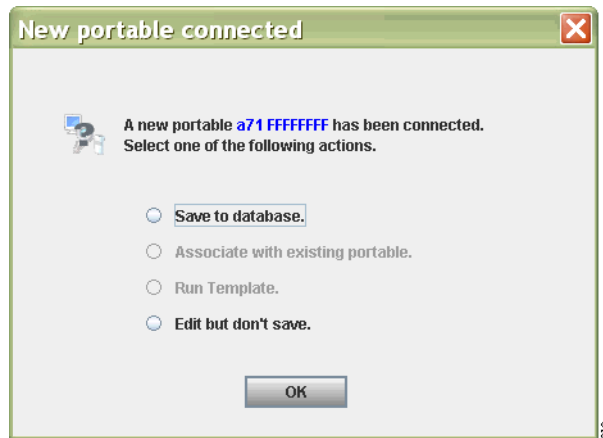 New portable connected
A new portable a71 FFFFFFFF has been connected.
Select one of the following actions.
Save to database.
Associate with existing portable.
Run Template.
Edit but don't save.
OK